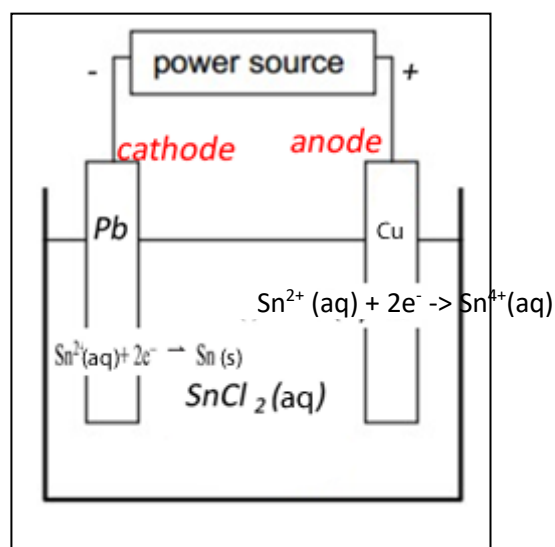 power source
- +
cathode anode
Pb Cu
Sn²⁺ (aq) + 2e⁻ -> Sn⁴⁺(aq)
Sn²⁺(aq)+ 2e⁻ ⇀ Sn (s)
SnCl ₂ (aq)